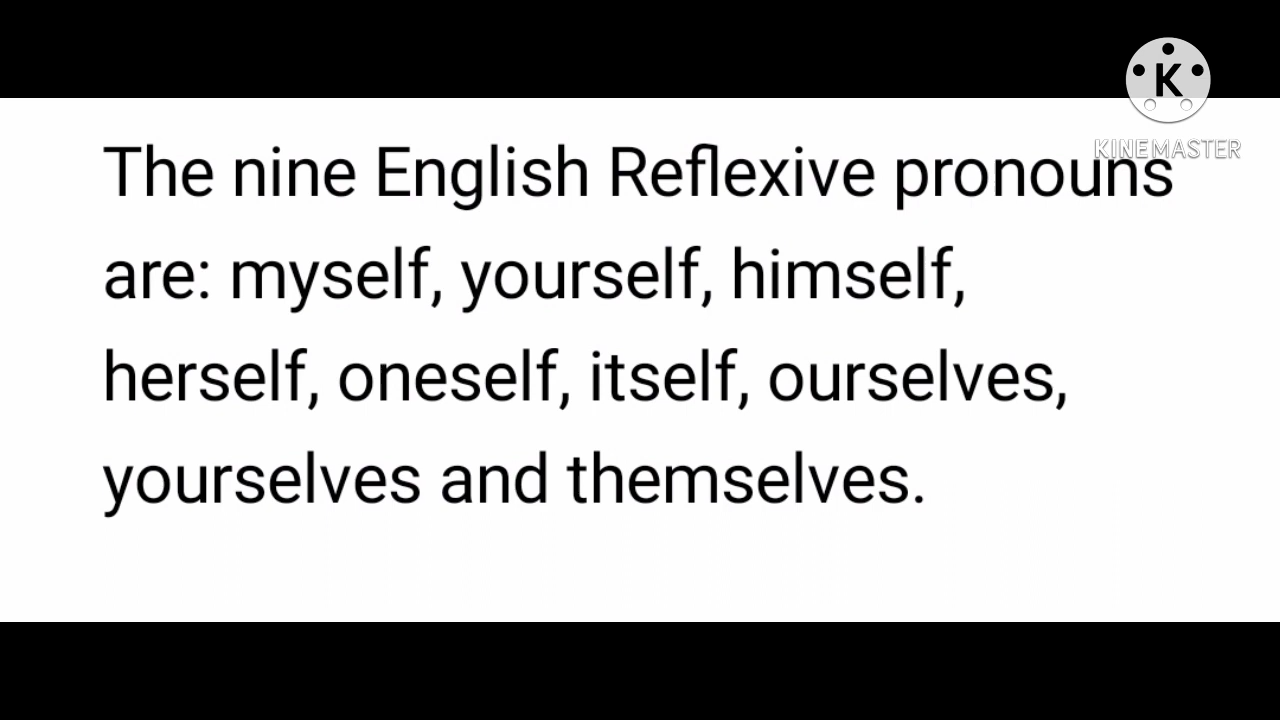 K
KINEMASTER
The nine English Reflexive pronouns
are: myself, yourself, himself,
herself, oneself, itself, ourselves,
yourselves and themselves.